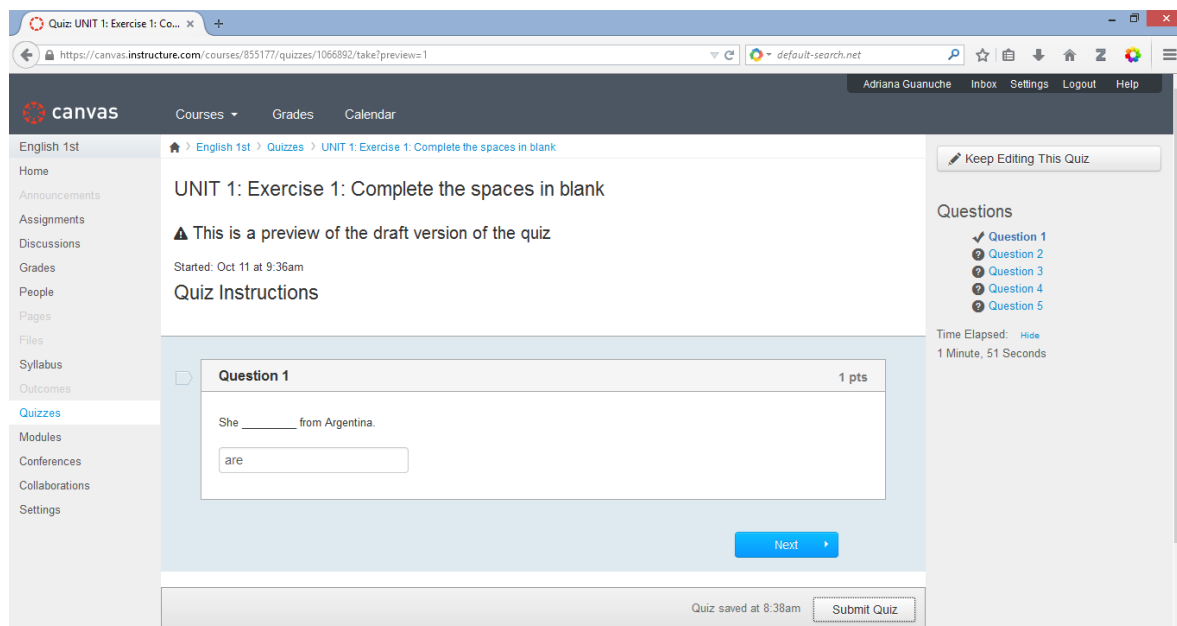 Quiz: UNIT 1: Exercise 1: Co... × +
https://canvas.instructure.com/courses/855177/quizzes/1066892/take?preview=1
default-search.net
Adriana Guanuche Inbox Settings Logout Help
canvas Courses Grades Calendar
English 1st
Home
Announcements
Assignments
Discussions
Grades
People
Pages
Files
Syllabus
Outcomes
Quizzes
Modules
Conferences
Collaborations
Settings
English 1st > Quizzes > UNIT 1: Exercise 1: Complete the spaces in blank
UNIT 1: Exercise 1: Complete the spaces in blank
This is a preview of the draft version of the quiz
Started: Oct 11 at 9:36am
Quiz Instructions
Question 1 1 pts
She ________ from Argentina.
are
Next
Quiz saved at 8:38am Submit Quiz
Keep Editing This Quiz
Questions
Question 1
Question 2
Question 3
Question 4
Question 5
Time Elapsed: Hide
1 Minute, 51 Seconds